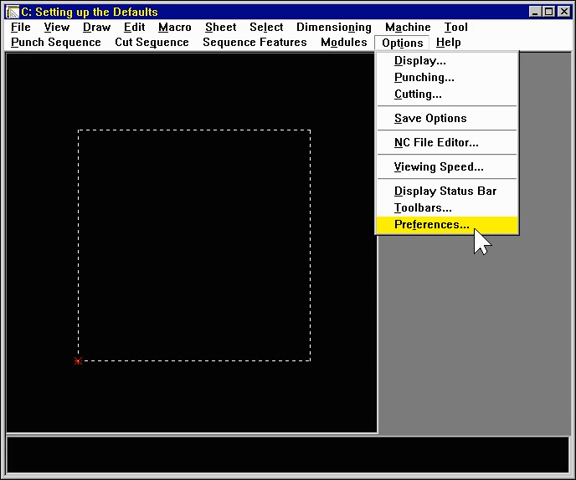 C: Setting up the Defaults
File View Draw Edit Macro Sheet Select Dimensioning Machine Tool
Punch Sequence Cut Sequence Sequence Features Modules Options Help
Display...
Punching...
Cutting...
Save Options
NC File Editor...
Viewing Speed...
Display Status Bar
Toolbars...
Preferences...